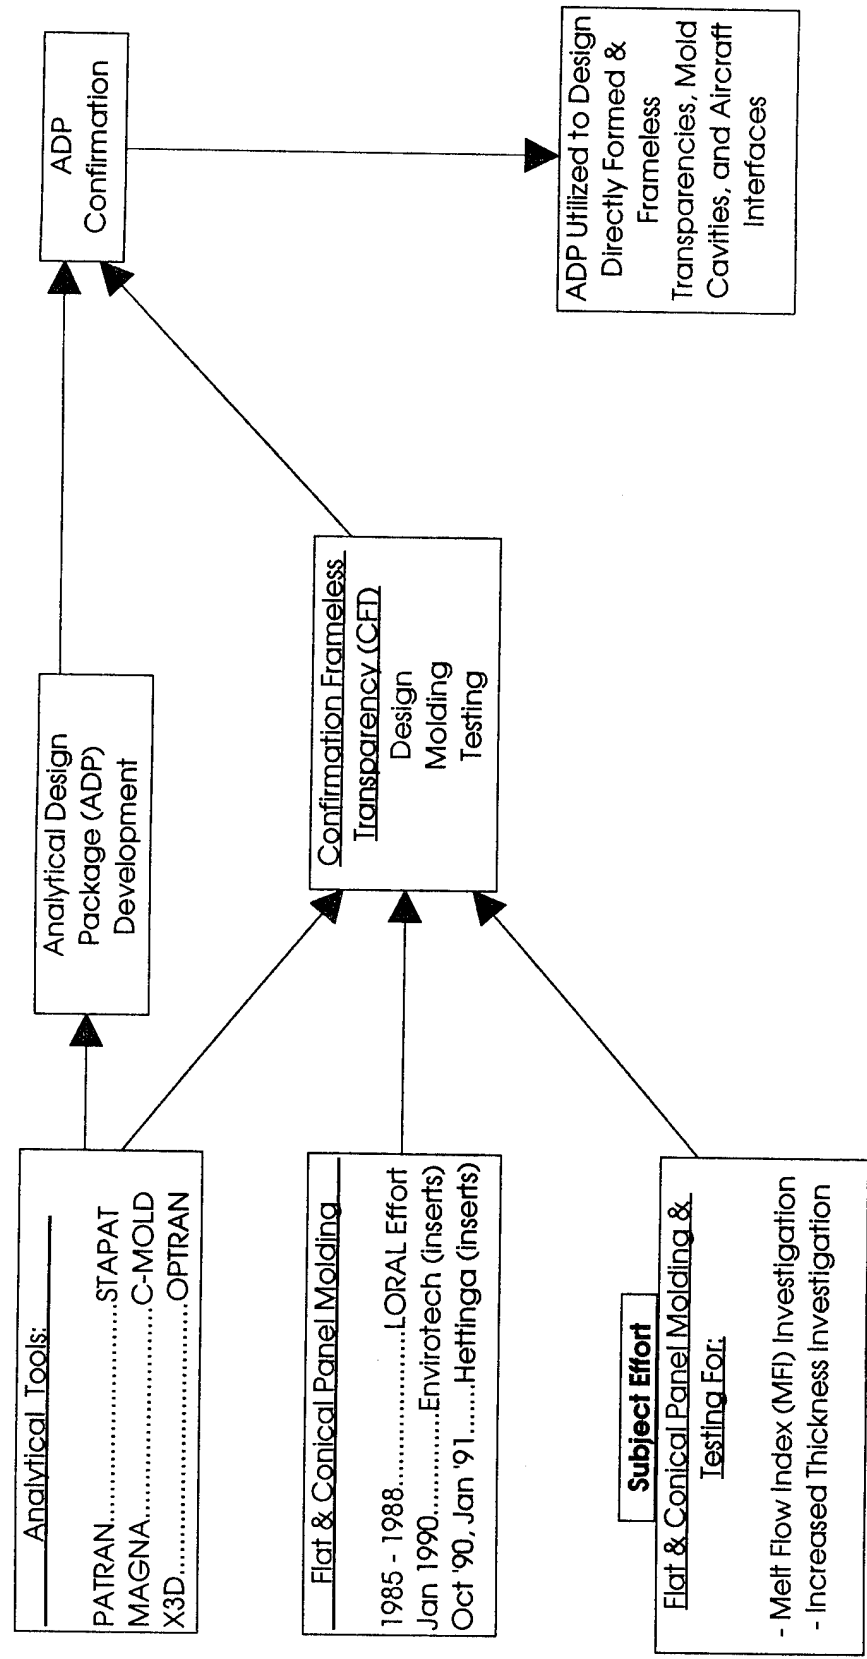 Analytical Tools:
PATRAN........................STAPAT
MAGNA........................C-MOLD
X3D..............................OPTRAN
Flat & Conical Panel Molding
1985 - 1988....................LORAL Effort
Jan 1990.............Envirotech (inserts)
Oct '90, Jan '91......Hettinga (inserts)
Subject Effort
Flat & Conical Panel Molding &
Testing For:
- Melt Flow Index (MFI) Investigation
- Increased Thickness Investigation
Analytical Design
Package (ADP)
Development
Confirmation Frameless
Transparency (CFT)
Design
Molding
Testing
ADP
Confirmation
ADP Utilized to Design
Directly Formed &
Frameless
Transparencies, Mold
Cavities, and Aircraft
Interfaces